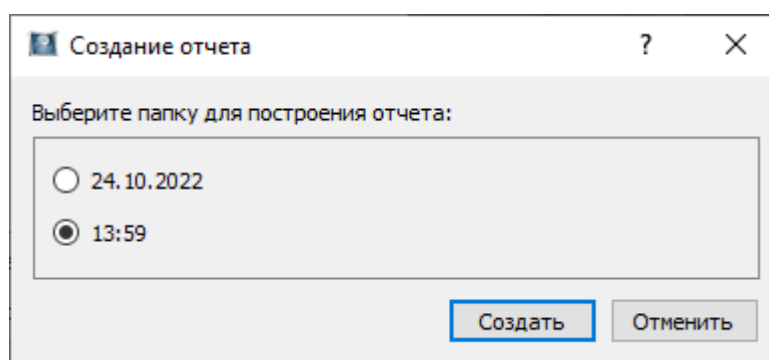 Создание отчета ?
Выберите папку для построения отчета:
24.10.2022
13:59
Создать Отменить